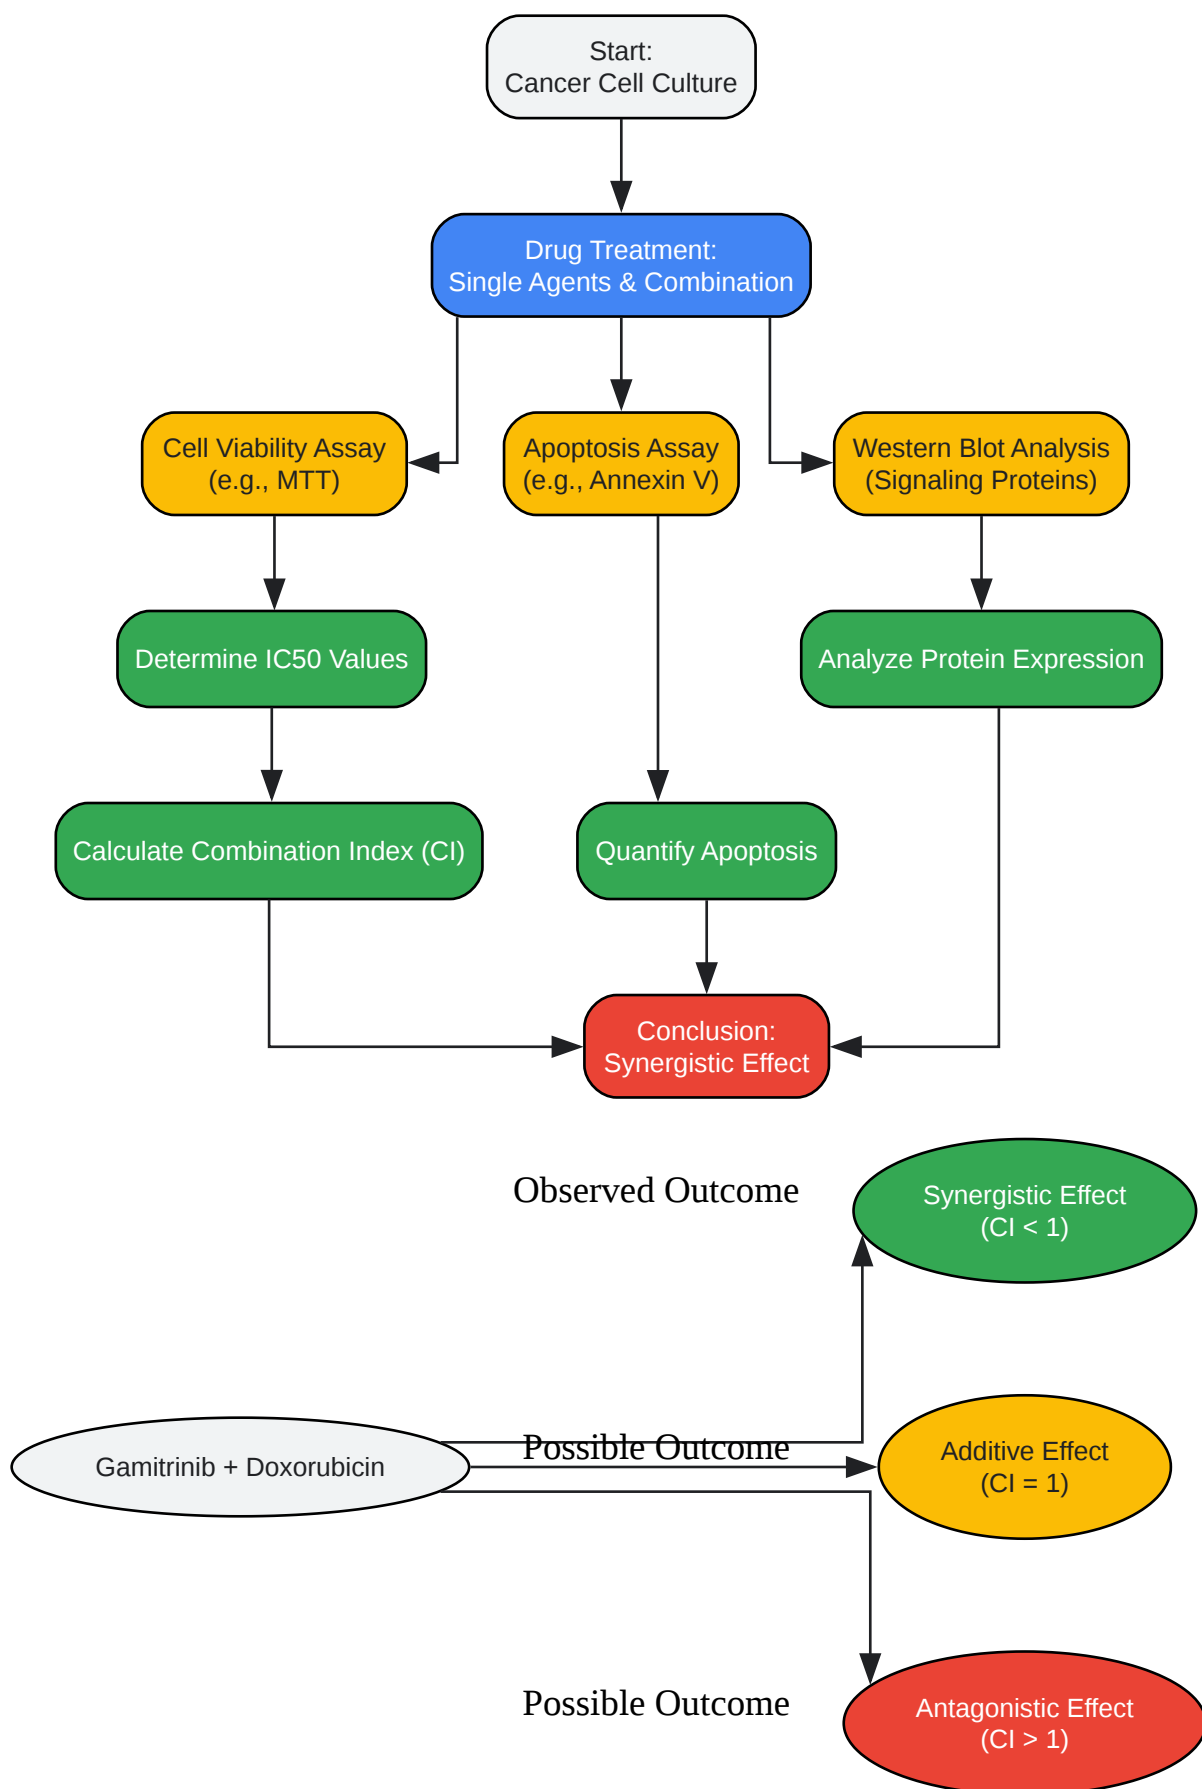 Start:
Cancer Cell Culture
Drug Treatment:
Single Agents & Combination
Cell Viability Assay
(e.g., MTT)
Apoptosis Assay
(e.g., Annexin V)
Western Blot Analysis
(Signaling Proteins)
Determine IC50 Values
Analyze Protein Expression
Calculate Combination Index (CI)
Quantify Apoptosis
Conclusion:
Synergistic Effect
Observed Outcome
Synergistic Effect
(CI < 1)
Gamitrinib + Doxorubicin
Possible Outcome
Additive Effect
(CI = 1)
Possible Outcome
Antagonistic Effect
(CI > 1)